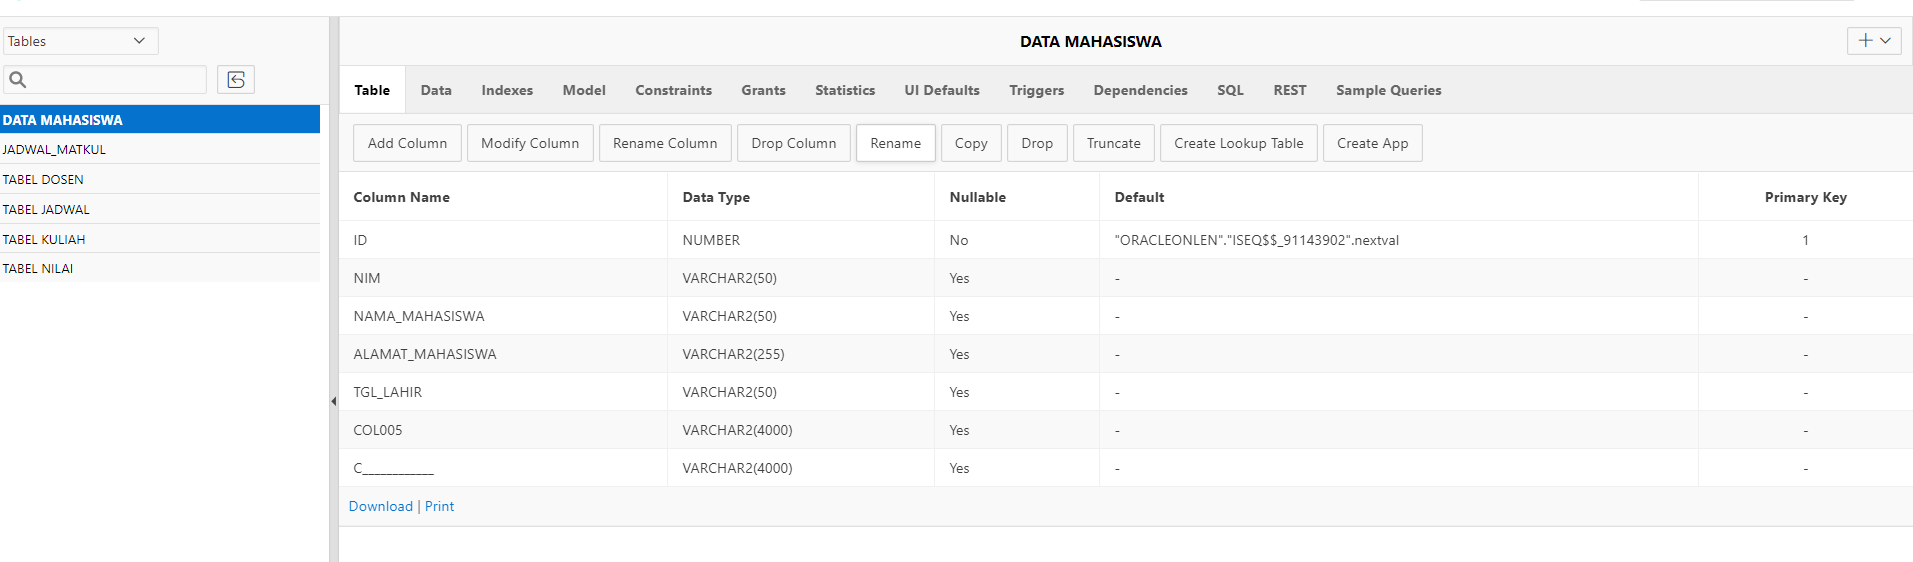 Tables
DATA MAHASISWA
JADWAL_MATKUL
TABEL DOSEN
TABEL JADWAL
TABEL KULIAH
TABEL NILAI
DATA MAHASISWA
Table Data Indexes Model Constraints Grants Statistics UI Defaults Triggers Dependencies SQL REST Sample Queries
Add Column Modify Column Rename Column Drop Column Rename Copy Drop Truncate Create Lookup Table Create App
Column Name Data Type Nullable Default Primary Key
ID NUMBER No "ORACLEONLEN"."ISEQ$$_91143902".nextval 1
NIM VARCHAR2(50) Yes - -
NAMA_MAHASISWA VARCHAR2(50) Yes - -
ALAMAT_MAHASISWA VARCHAR2(255) Yes - -
TGL_LAHIR VARCHAR2(50) Yes - -
COL005 VARCHAR2(4000) Yes - -
C____________ VARCHAR2(4000) Yes - -
Download | Print